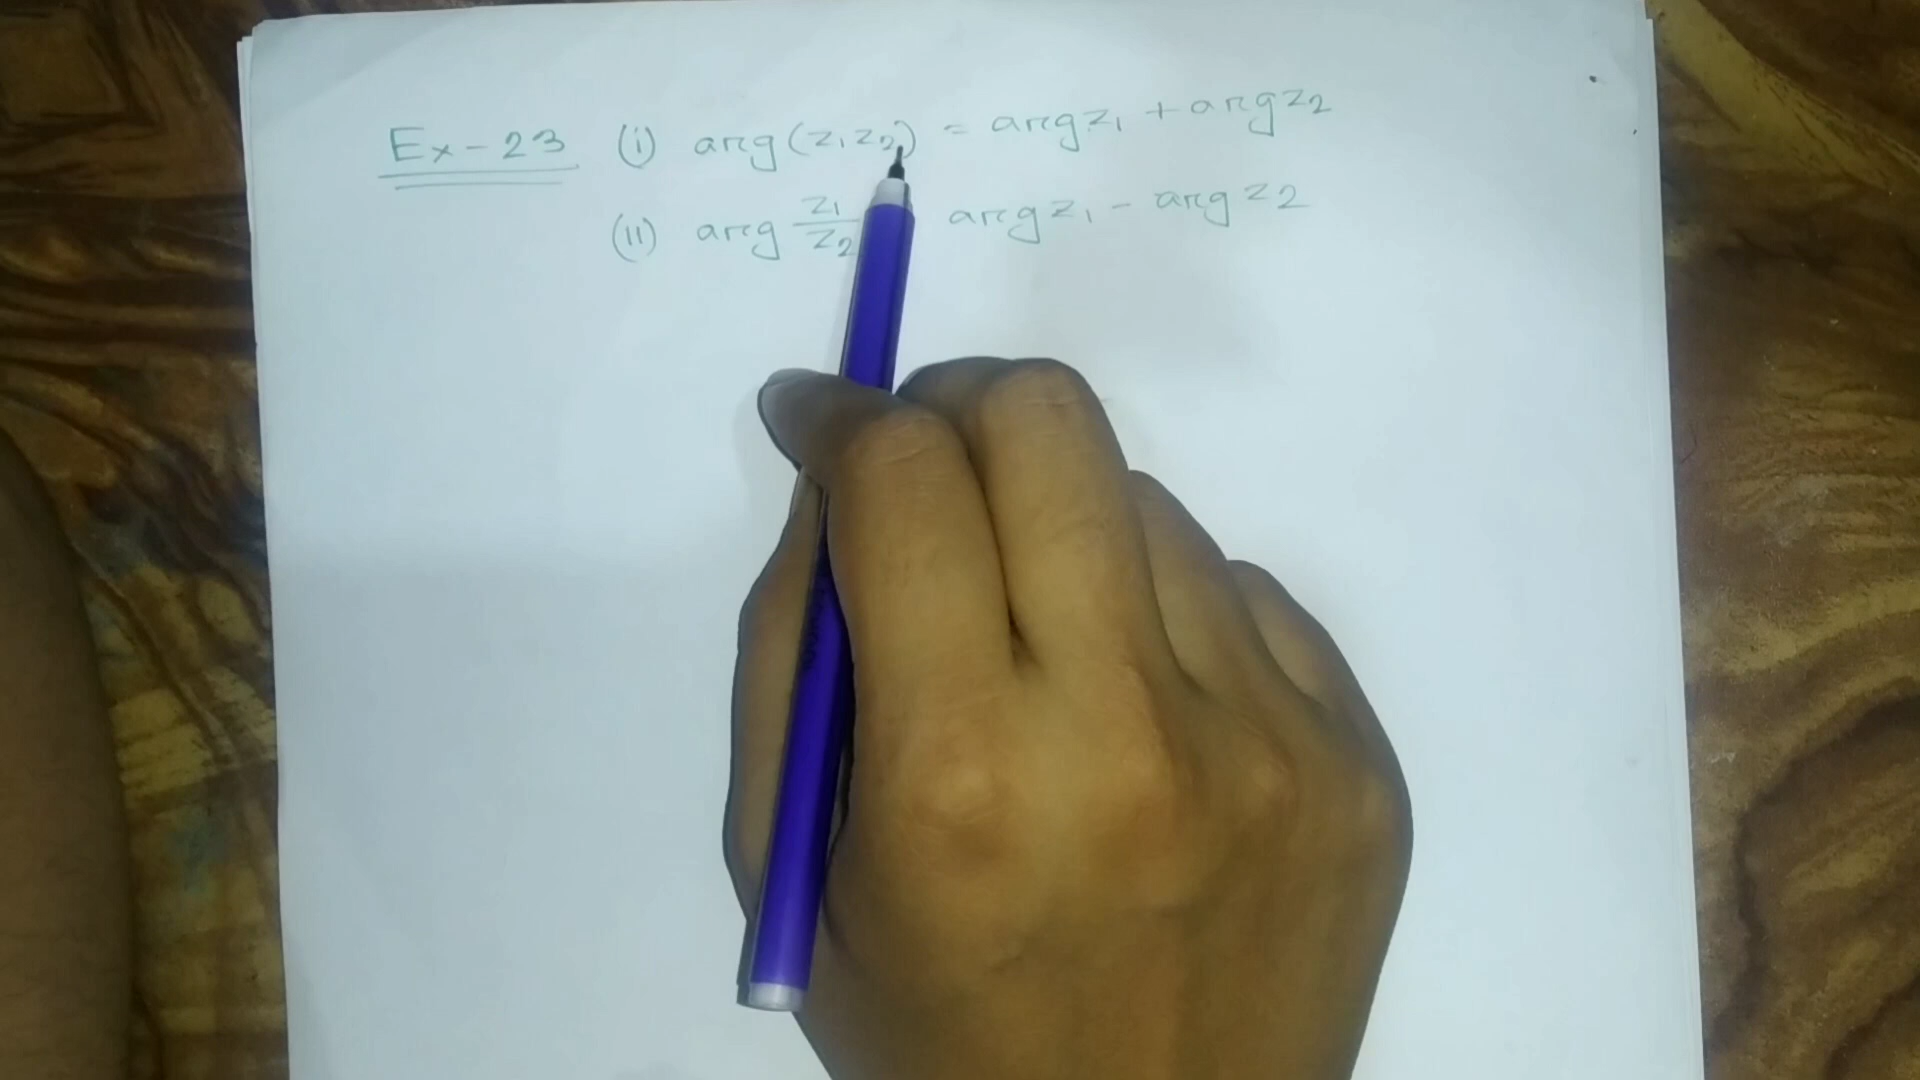 Ex-23 (i) arg(z₁z₂) = arg z₁ + arg z₂
(ii) arg z₁/z₂ arg z₁ - arg z₂